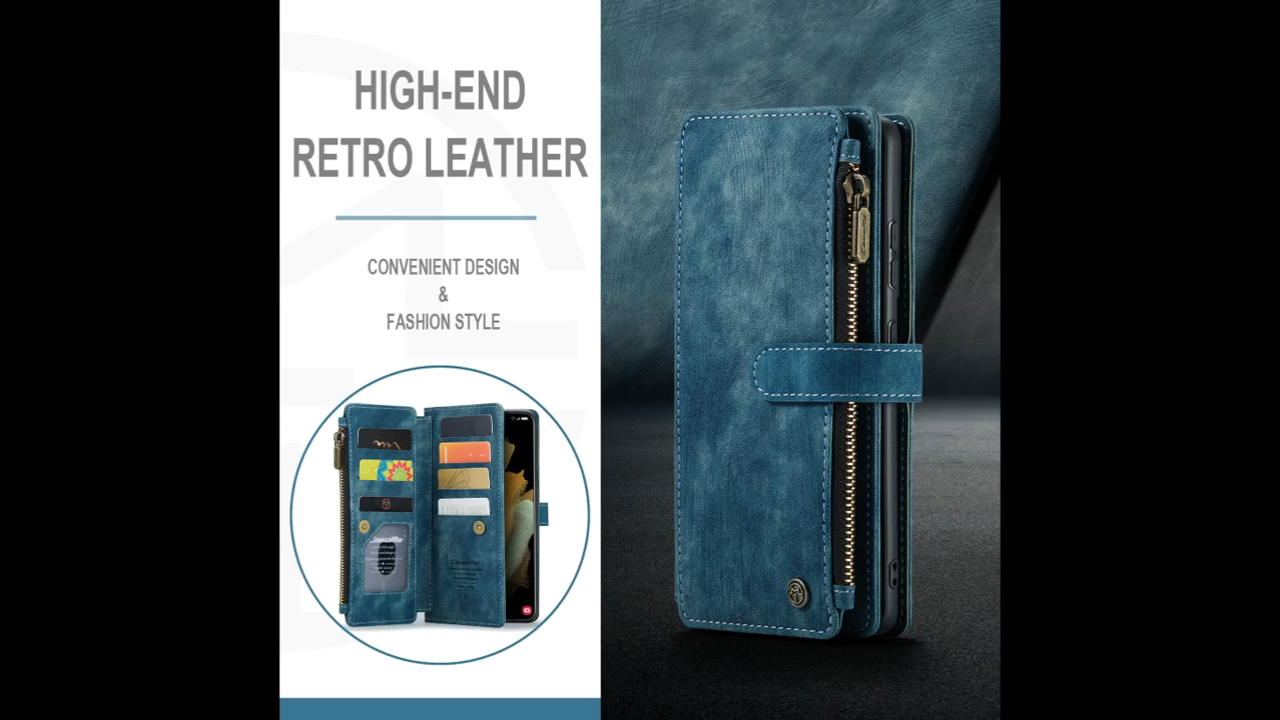 HIGH-END
RETRO LEATHER
CONVENIENT DESIGN
&
FASHION STYLE